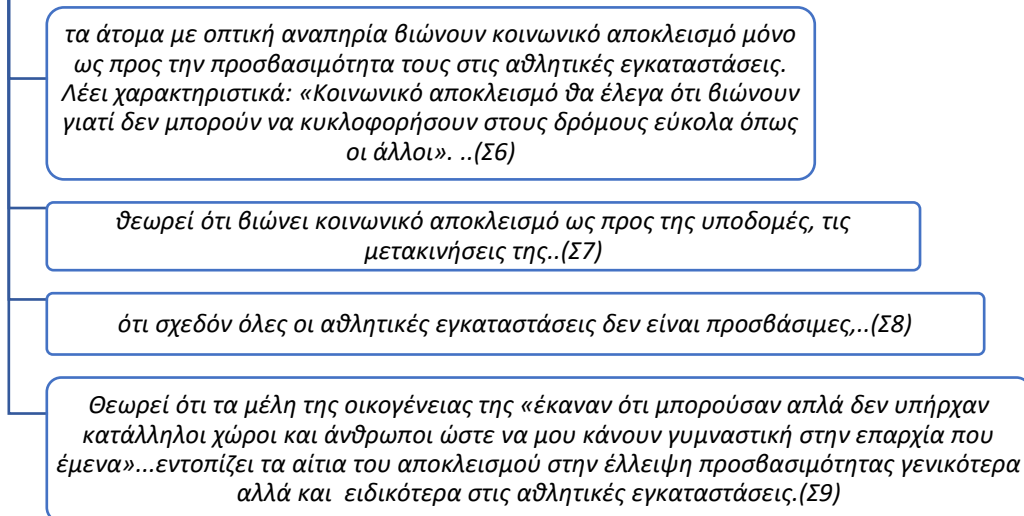 τα άτομα με οπτική αναπηρία βιώνουν κοινωνικό αποκλεισμό μόνο
ως προς την προσβασιμότητα τους στις αθλητικές εγκαταστάσεις.
Λέει χαρακτηριστικά: «Κοινωνικό αποκλεισμό θα έλεγα ότι βιώνουν
γιατί δεν μπορούν να κυκλοφορήσουν στους δρόμους εύκολα όπως
οι άλλοι». ..(Σ6)
θεωρεί ότι βιώνει κοινωνικό αποκλεισμό ως προς της υποδομές, τις
μετακινήσεις της..(Σ7)
ότι σχεδόν όλες οι αθλητικές εγκαταστάσεις δεν είναι προσβάσιμες,..(Σ8)
Θεωρεί ότι τα μέλη της οικογένειας της «έκαναν ότι μπορούσαν απλά δεν υπήρχαν
κατάλληλοι χώροι και άνθρωποι ώστε να μου κάνουν γυμναστική στην επαρχία που
έμενα»...εντοπίζει τα αίτια του αποκλεισμού στην έλλειψη προσβασιμότητας γενικότερα
αλλά και ειδικότερα στις αθλητικές εγκαταστάσεις.(Σ9)